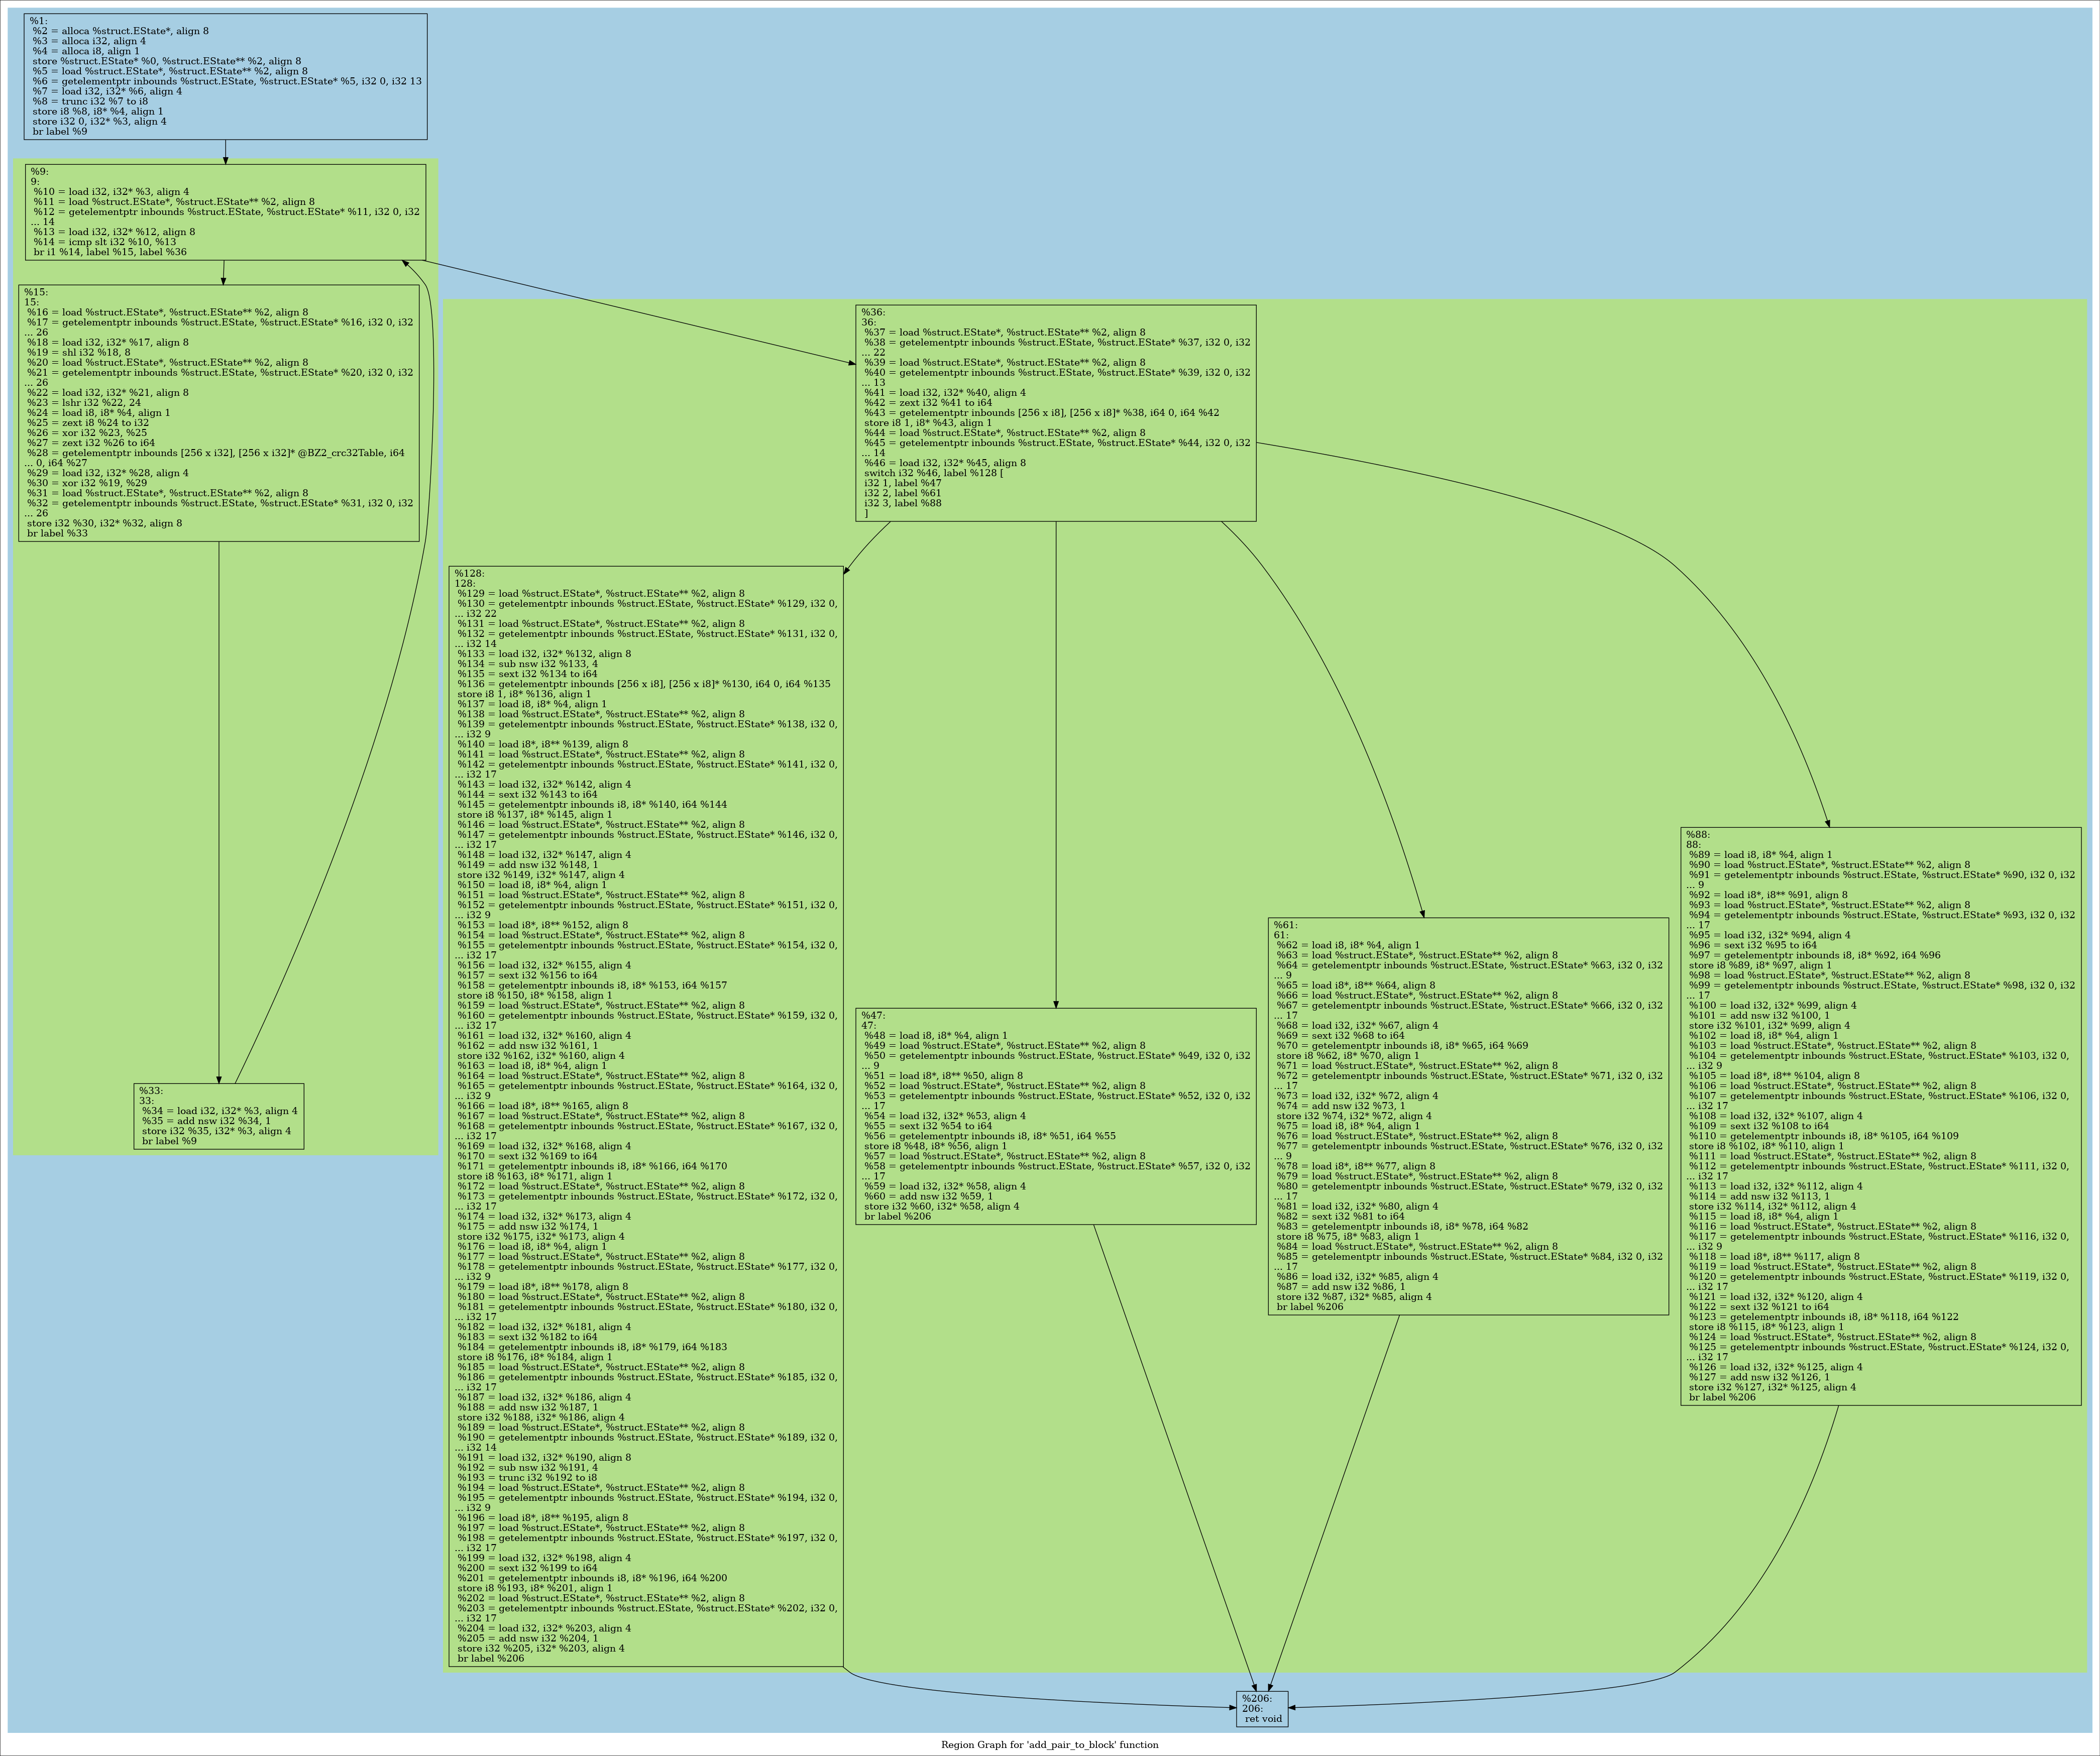 %1:
%2 = alloca %struct.EState*, align 8
%3 = alloca i32, align 4
%4 = alloca i8, align 1
store %struct.EState* %0, %struct.EState** %2, align 8
%5 = load %struct.EState*, %struct.EState** %2, align 8
%6 = getelementptr inbounds %struct.EState, %struct.EState* %5, i32 0, i32 13
%7 = load i32, i32* %6, align 4
%8 = trunc i32 %7 to i8
store i8 %8, i8* %4, align 1
store i32 0, i32* %3, align 4
br label %9
%9:
9:
%10 = load i32, i32* %3, align 4
%11 = load %struct.EState*, %struct.EState** %2, align 8
%12 = getelementptr inbounds %struct.EState, %struct.EState* %11, i32 0, i32
... 14
%13 = load i32, i32* %12, align 8
%14 = icmp slt i32 %10, %13
br i1 %14, label %15, label %36
%15:
15:
%16 = load %struct.EState*, %struct.EState** %2, align 8
%17 = getelementptr inbounds %struct.EState, %struct.EState* %16, i32 0, i32
... 26
%18 = load i32, i32* %17, align 8
%19 = shl i32 %18, 8
%20 = load %struct.EState*, %struct.EState** %2, align 8
%21 = getelementptr inbounds %struct.EState, %struct.EState* %20, i32 0, i32
... 26
%22 = load i32, i32* %21, align 8
%23 = lshr i32 %22, 24
%24 = load i8, i8* %4, align 1
%25 = zext i8 %24 to i32
%26 = xor i32 %23, %25
%27 = zext i32 %26 to i64
%28 = getelementptr inbounds [256 x i32], [256 x i32]* @BZ2_crc32Table, i64
... 0, i64 %27
%29 = load i32, i32* %28, align 4
%30 = xor i32 %19, %29
%31 = load %struct.EState*, %struct.EState** %2, align 8
%32 = getelementptr inbounds %struct.EState, %struct.EState* %31, i32 0, i32
... 26
store i32 %30, i32* %32, align 8
br label %33
%33:
33:
%34 = load i32, i32* %3, align 4
%35 = add nsw i32 %34, 1
store i32 %35, i32* %3, align 4
br label %9
%36:
36:
%37 = load %struct.EState*, %struct.EState** %2, align 8
%38 = getelementptr inbounds %struct.EState, %struct.EState* %37, i32 0, i32
... 22
%39 = load %struct.EState*, %struct.EState** %2, align 8
%40 = getelementptr inbounds %struct.EState, %struct.EState* %39, i32 0, i32
... 13
%41 = load i32, i32* %40, align 4
%42 = zext i32 %41 to i64
%43 = getelementptr inbounds [256 x i8], [256 x i8]* %38, i64 0, i64 %42
store i8 1, i8* %43, align 1
%44 = load %struct.EState*, %struct.EState** %2, align 8
%45 = getelementptr inbounds %struct.EState, %struct.EState* %44, i32 0, i32
... 14
%46 = load i32, i32* %45, align 8
switch i32 %46, label %128 [
i32 1, label %47
i32 2, label %61
i32 3, label %88
]
%128:
128:
%129 = load %struct.EState*, %struct.EState** %2, align 8
%130 = getelementptr inbounds %struct.EState, %struct.EState* %129, i32 0,
... i32 22
%131 = load %struct.EState*, %struct.EState** %2, align 8
%132 = getelementptr inbounds %struct.EState, %struct.EState* %131, i32 0,
... i32 14
%133 = load i32, i32* %132, align 8
%134 = sub nsw i32 %133, 4
%135 = sext i32 %134 to i64
%136 = getelementptr inbounds [256 x i8], [256 x i8]* %130, i64 0, i64 %135
store i8 1, i8* %136, align 1
%137 = load i8, i8* %4, align 1
%138 = load %struct.EState*, %struct.EState** %2, align 8
%139 = getelementptr inbounds %struct.EState, %struct.EState* %138, i32 0,
... i32 9
%140 = load i8*, i8** %139, align 8
%141 = load %struct.EState*, %struct.EState** %2, align 8
%142 = getelementptr inbounds %struct.EState, %struct.EState* %141, i32 0,
... i32 17
%143 = load i32, i32* %142, align 4
%144 = sext i32 %143 to i64
%145 = getelementptr inbounds i8, i8* %140, i64 %144
store i8 %137, i8* %145, align 1
%146 = load %struct.EState*, %struct.EState** %2, align 8
%147 = getelementptr inbounds %struct.EState, %struct.EState* %146, i32 0,
... i32 17
%148 = load i32, i32* %147, align 4
%149 = add nsw i32 %148, 1
store i32 %149, i32* %147, align 4
%150 = load i8, i8* %4, align 1
%151 = load %struct.EState*, %struct.EState** %2, align 8
%152 = getelementptr inbounds %struct.EState, %struct.EState* %151, i32 0,
... i32 9
%153 = load i8*, i8** %152, align 8
%154 = load %struct.EState*, %struct.EState** %2, align 8
%155 = getelementptr inbounds %struct.EState, %struct.EState* %154, i32 0,
... i32 17
%156 = load i32, i32* %155, align 4
%157 = sext i32 %156 to i64
%158 = getelementptr inbounds i8, i8* %153, i64 %157
store i8 %150, i8* %158, align 1
%159 = load %struct.EState*, %struct.EState** %2, align 8
%160 = getelementptr inbounds %struct.EState, %struct.EState* %159, i32 0,
... i32 17
%161 = load i32, i32* %160, align 4
%162 = add nsw i32 %161, 1
store i32 %162, i32* %160, align 4
%163 = load i8, i8* %4, align 1
%164 = load %struct.EState*, %struct.EState** %2, align 8
%165 = getelementptr inbounds %struct.EState, %struct.EState* %164, i32 0,
... i32 9
%166 = load i8*, i8** %165, align 8
%167 = load %struct.EState*, %struct.EState** %2, align 8
%168 = getelementptr inbounds %struct.EState, %struct.EState* %167, i32 0,
... i32 17
%169 = load i32, i32* %168, align 4
%170 = sext i32 %169 to i64
%171 = getelementptr inbounds i8, i8* %166, i64 %170
store i8 %163, i8* %171, align 1
%172 = load %struct.EState*, %struct.EState** %2, align 8
%173 = getelementptr inbounds %struct.EState, %struct.EState* %172, i32 0,
... i32 17
%174 = load i32, i32* %173, align 4
%175 = add nsw i32 %174, 1
store i32 %175, i32* %173, align 4
%176 = load i8, i8* %4, align 1
%177 = load %struct.EState*, %struct.EState** %2, align 8
%178 = getelementptr inbounds %struct.EState, %struct.EState* %177, i32 0,
... i32 9
%179 = load i8*, i8** %178, align 8
%180 = load %struct.EState*, %struct.EState** %2, align 8
%181 = getelementptr inbounds %struct.EState, %struct.EState* %180, i32 0,
... i32 17
%182 = load i32, i32* %181, align 4
%183 = sext i32 %182 to i64
%184 = getelementptr inbounds i8, i8* %179, i64 %183
store i8 %176, i8* %184, align 1
%185 = load %struct.EState*, %struct.EState** %2, align 8
%186 = getelementptr inbounds %struct.EState, %struct.EState* %185, i32 0,
... i32 17
%187 = load i32, i32* %186, align 4
%188 = add nsw i32 %187, 1
store i32 %188, i32* %186, align 4
%189 = load %struct.EState*, %struct.EState** %2, align 8
%190 = getelementptr inbounds %struct.EState, %struct.EState* %189, i32 0,
... i32 14
%191 = load i32, i32* %190, align 8
%192 = sub nsw i32 %191, 4
%193 = trunc i32 %192 to i8
%194 = load %struct.EState*, %struct.EState** %2, align 8
%195 = getelementptr inbounds %struct.EState, %struct.EState* %194, i32 0,
... i32 9
%196 = load i8*, i8** %195, align 8
%197 = load %struct.EState*, %struct.EState** %2, align 8
%198 = getelementptr inbounds %struct.EState, %struct.EState* %197, i32 0,
... i32 17
%199 = load i32, i32* %198, align 4
%200 = sext i32 %199 to i64
%201 = getelementptr inbounds i8, i8* %196, i64 %200
store i8 %193, i8* %201, align 1
%202 = load %struct.EState*, %struct.EState** %2, align 8
%203 = getelementptr inbounds %struct.EState, %struct.EState* %202, i32 0,
... i32 17
%204 = load i32, i32* %203, align 4
%205 = add nsw i32 %204, 1
store i32 %205, i32* %203, align 4
br label %206
%47:
47:
%48 = load i8, i8* %4, align 1
%49 = load %struct.EState*, %struct.EState** %2, align 8
%50 = getelementptr inbounds %struct.EState, %struct.EState* %49, i32 0, i32
... 9
%51 = load i8*, i8** %50, align 8
%52 = load %struct.EState*, %struct.EState** %2, align 8
%53 = getelementptr inbounds %struct.EState, %struct.EState* %52, i32 0, i32
... 17
%54 = load i32, i32* %53, align 4
%55 = sext i32 %54 to i64
%56 = getelementptr inbounds i8, i8* %51, i64 %55
store i8 %48, i8* %56, align 1
%57 = load %struct.EState*, %struct.EState** %2, align 8
%58 = getelementptr inbounds %struct.EState, %struct.EState* %57, i32 0, i32
... 17
%59 = load i32, i32* %58, align 4
%60 = add nsw i32 %59, 1
store i32 %60, i32* %58, align 4
br label %206
%61:
61:
%62 = load i8, i8* %4, align 1
%63 = load %struct.EState*, %struct.EState** %2, align 8
%64 = getelementptr inbounds %struct.EState, %struct.EState* %63, i32 0, i32
... 9
%65 = load i8*, i8** %64, align 8
%66 = load %struct.EState*, %struct.EState** %2, align 8
%67 = getelementptr inbounds %struct.EState, %struct.EState* %66, i32 0, i32
... 17
%68 = load i32, i32* %67, align 4
%69 = sext i32 %68 to i64
%70 = getelementptr inbounds i8, i8* %65, i64 %69
store i8 %62, i8* %70, align 1
%71 = load %struct.EState*, %struct.EState** %2, align 8
%72 = getelementptr inbounds %struct.EState, %struct.EState* %71, i32 0, i32
... 17
%73 = load i32, i32* %72, align 4
%74 = add nsw i32 %73, 1
store i32 %74, i32* %72, align 4
%75 = load i8, i8* %4, align 1
%76 = load %struct.EState*, %struct.EState** %2, align 8
%77 = getelementptr inbounds %struct.EState, %struct.EState* %76, i32 0, i32
... 9
%78 = load i8*, i8** %77, align 8
%79 = load %struct.EState*, %struct.EState** %2, align 8
%80 = getelementptr inbounds %struct.EState, %struct.EState* %79, i32 0, i32
... 17
%81 = load i32, i32* %80, align 4
%82 = sext i32 %81 to i64
%83 = getelementptr inbounds i8, i8* %78, i64 %82
store i8 %75, i8* %83, align 1
%84 = load %struct.EState*, %struct.EState** %2, align 8
%85 = getelementptr inbounds %struct.EState, %struct.EState* %84, i32 0, i32
... 17
%86 = load i32, i32* %85, align 4
%87 = add nsw i32 %86, 1
store i32 %87, i32* %85, align 4
br label %206
%88:
88:
%89 = load i8, i8* %4, align 1
%90 = load %struct.EState*, %struct.EState** %2, align 8
%91 = getelementptr inbounds %struct.EState, %struct.EState* %90, i32 0, i32
... 9
%92 = load i8*, i8** %91, align 8
%93 = load %struct.EState*, %struct.EState** %2, align 8
%94 = getelementptr inbounds %struct.EState, %struct.EState* %93, i32 0, i32
... 17
%95 = load i32, i32* %94, align 4
%96 = sext i32 %95 to i64
%97 = getelementptr inbounds i8, i8* %92, i64 %96
store i8 %89, i8* %97, align 1
%98 = load %struct.EState*, %struct.EState** %2, align 8
%99 = getelementptr inbounds %struct.EState, %struct.EState* %98, i32 0, i32
... 17
%100 = load i32, i32* %99, align 4
%101 = add nsw i32 %100, 1
store i32 %101, i32* %99, align 4
%102 = load i8, i8* %4, align 1
%103 = load %struct.EState*, %struct.EState** %2, align 8
%104 = getelementptr inbounds %struct.EState, %struct.EState* %103, i32 0,
... i32 9
%105 = load i8*, i8** %104, align 8
%106 = load %struct.EState*, %struct.EState** %2, align 8
%107 = getelementptr inbounds %struct.EState, %struct.EState* %106, i32 0,
... i32 17
%108 = load i32, i32* %107, align 4
%109 = sext i32 %108 to i64
%110 = getelementptr inbounds i8, i8* %105, i64 %109
store i8 %102, i8* %110, align 1
%111 = load %struct.EState*, %struct.EState** %2, align 8
%112 = getelementptr inbounds %struct.EState, %struct.EState* %111, i32 0,
... i32 17
%113 = load i32, i32* %112, align 4
%114 = add nsw i32 %113, 1
store i32 %114, i32* %112, align 4
%115 = load i8, i8* %4, align 1
%116 = load %struct.EState*, %struct.EState** %2, align 8
%117 = getelementptr inbounds %struct.EState, %struct.EState* %116, i32 0,
... i32 9
%118 = load i8*, i8** %117, align 8
%119 = load %struct.EState*, %struct.EState** %2, align 8
%120 = getelementptr inbounds %struct.EState, %struct.EState* %119, i32 0,
... i32 17
%121 = load i32, i32* %120, align 4
%122 = sext i32 %121 to i64
%123 = getelementptr inbounds i8, i8* %118, i64 %122
store i8 %115, i8* %123, align 1
%124 = load %struct.EState*, %struct.EState** %2, align 8
%125 = getelementptr inbounds %struct.EState, %struct.EState* %124, i32 0,
... i32 17
%126 = load i32, i32* %125, align 4
%127 = add nsw i32 %126, 1
store i32 %127, i32* %125, align 4
br label %206
%206:
206:
ret void
Region Graph for 'add_pair_to_block' function